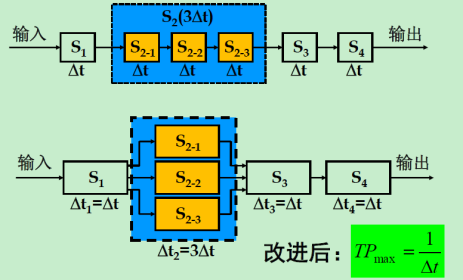 S₂(3Δt)
输入 S₁ S₂₋₁ S₂₋₂ S₂₋₃ S₃ S₄ 输出
Δt Δt Δt Δt Δt Δt
S₂₋₁
输入 S₁ S₂₋₂ S₃ S₄ 输出
Δt₁=Δt S₂₋₃ Δt₃=Δt Δt₄=Δt
Δt₂=3Δt
改进后： TP_max = 1/Δt